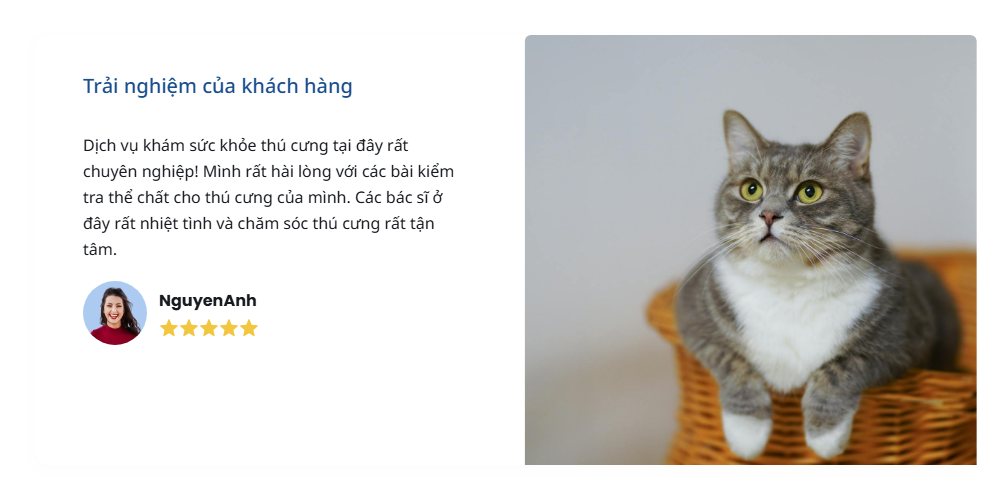 Trải nghiệm của khách hàng
Dịch vụ khám sức khỏe thú cưng tại đây rất
chuyên nghiệp! Mình rất hài lòng với các bài kiểm
tra thể chất cho thú cưng của mình. Các bác sĩ ở
đây rất nhiệt tình và chăm sóc thú cưng rất tận
tâm.
NguyenAnh